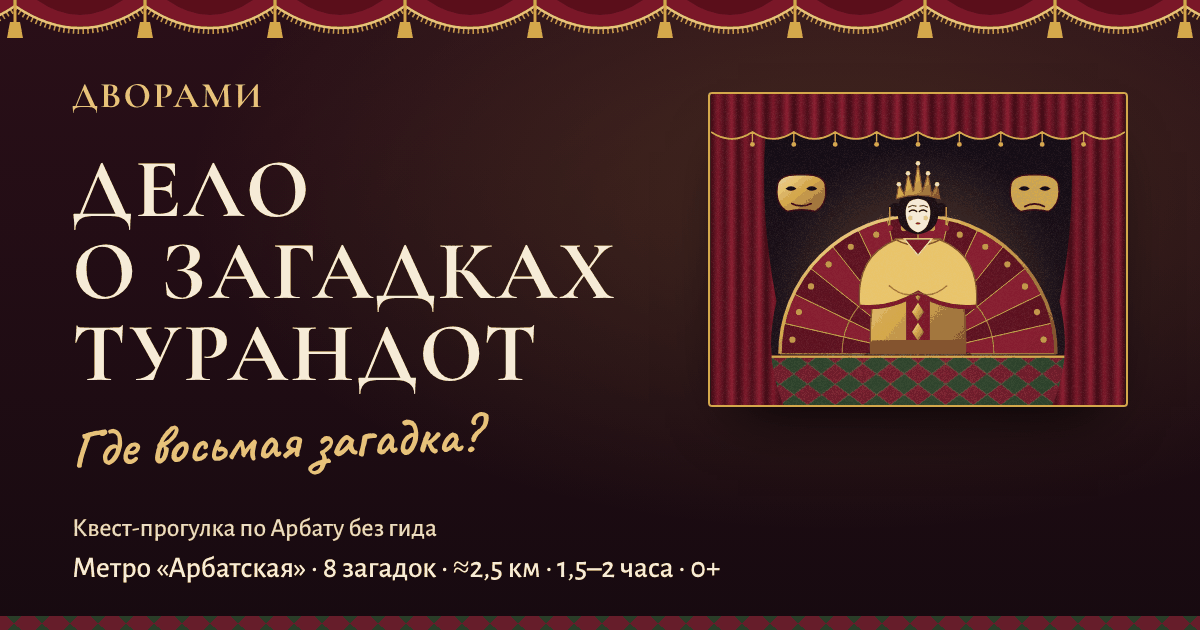 ДВОРАМИ
ДЕЛО
О ЗАГАДКАХ
ТУРАНДОТ
Где восьмая загадка?
Квест-прогулка по Арбату без гида
Метро «Арбатская» · 8 загадок · ≈2,5 км · 1,5–2 часа · 0+